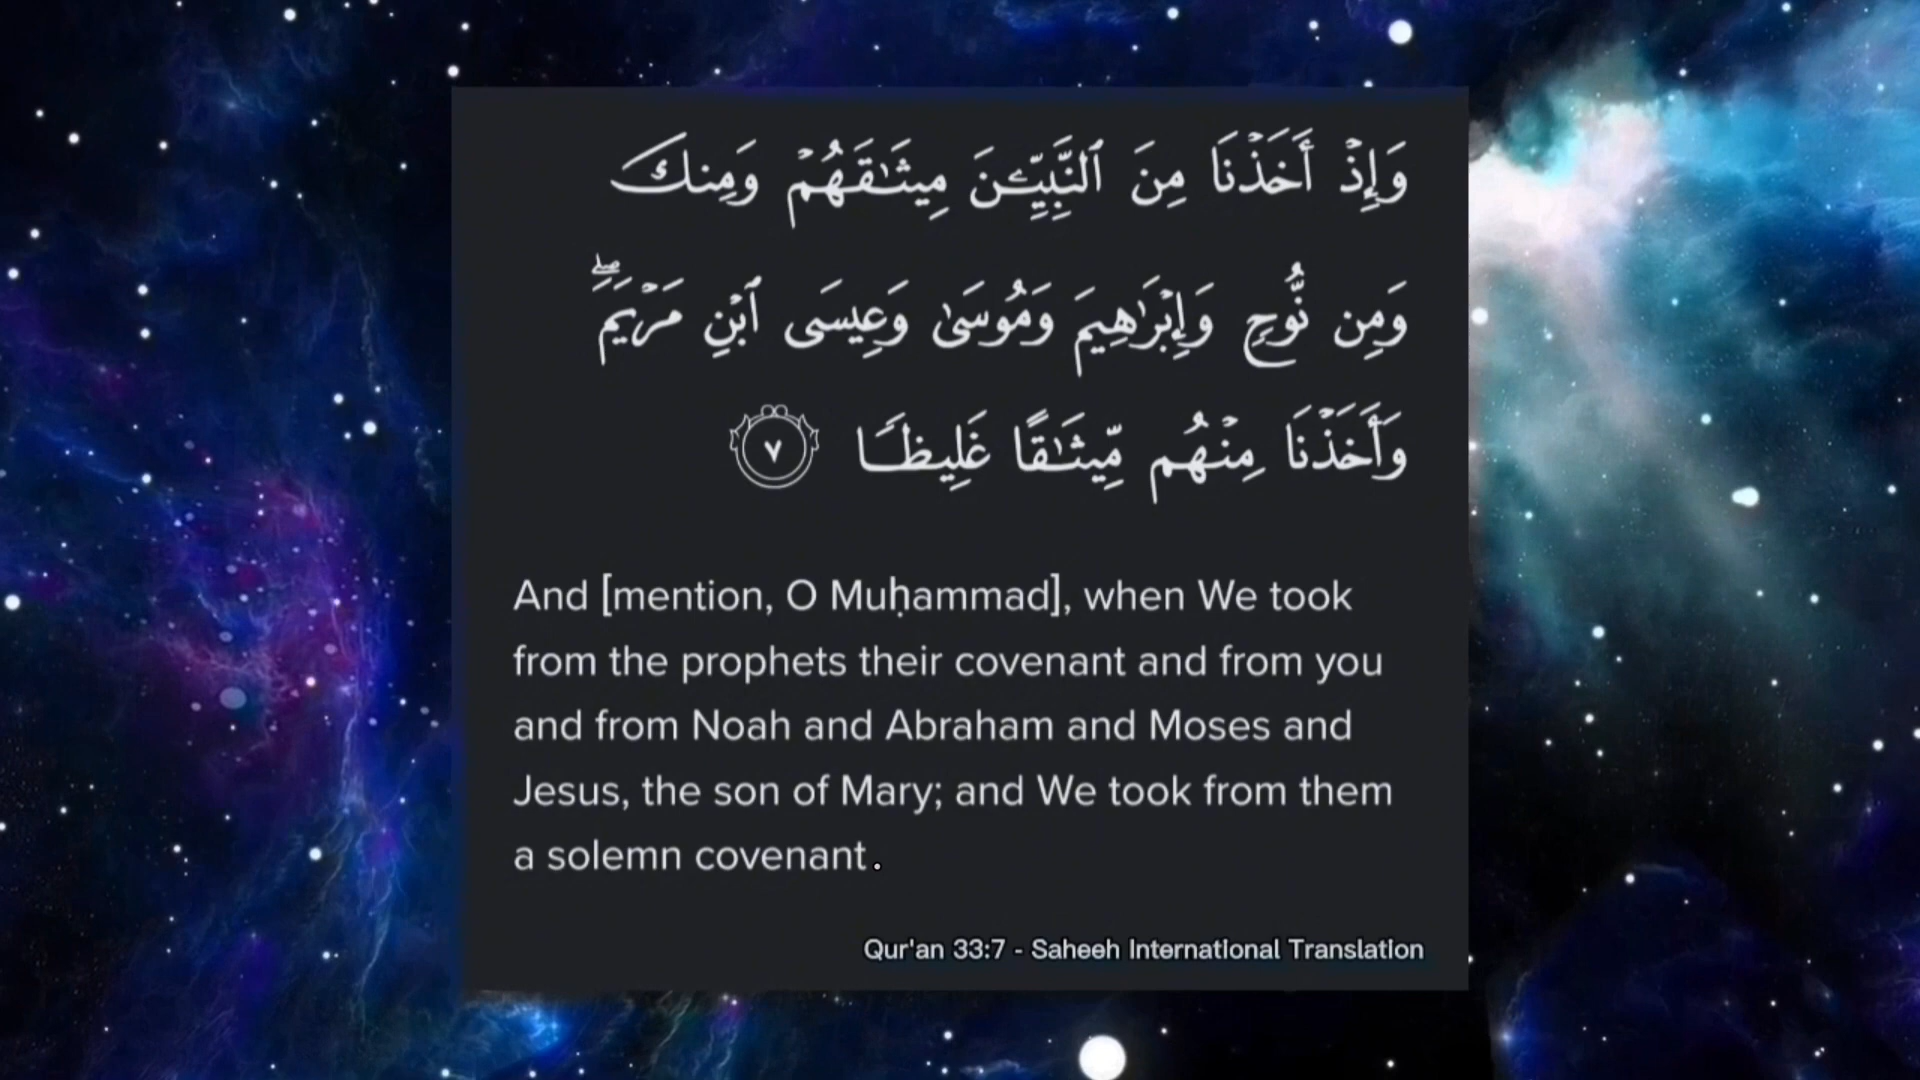 وَإِذْ أَخَذْنَا مِنَ ٱلنَّبِيِّـۧنَ مِيثَـٰقَهُمْ وَمِنكَ
وَمِن نُّوحٍ وَإِبْرَٰهِيمَ وَمُوسَىٰ وَعِيسَى ٱبْنِ مَرْيَمَ ۖ
وَأَخَذْنَا مِنْهُم مِّيثَـٰقًا غَلِيظًا ٧
And [mention, O Muḥammad], when We took
from the prophets their covenant and from you
and from Noah and Abraham and Moses and
Jesus, the son of Mary; and We took from them
a solemn covenant.
Qur'an 33:7 - Saheeh International Translation